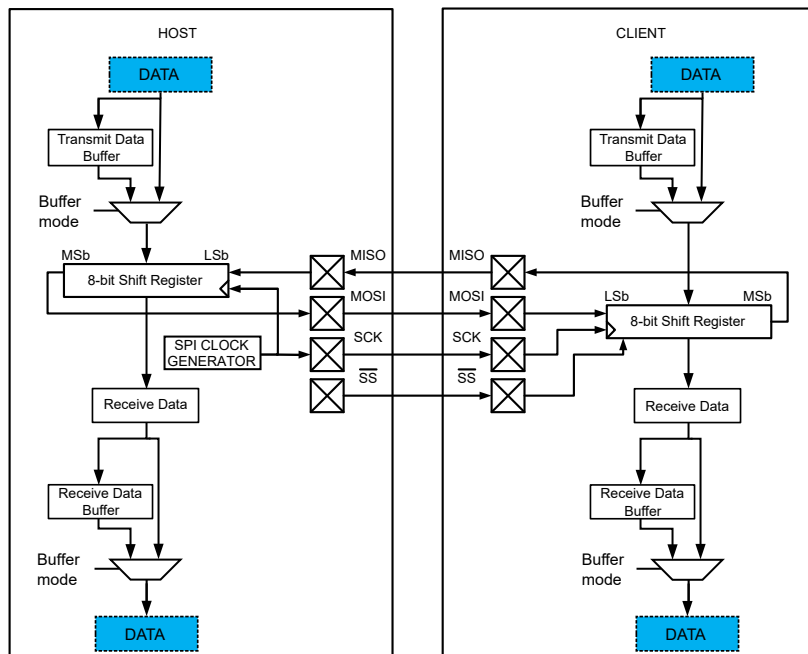 HOST
DATA
Transmit Data
Buffer
Buffer
mode
MSb
LSb
8-bit Shift Register
SPI CLOCK
GENERATOR
Receive Data
Receive Data
Buffer
Buffer
mode
DATA
MISO
MOSI
SCK
SS
CLIENT
DATA
Transmit Data
Buffer
Buffer
mode
MISO
MOSI
SCK
SS
LSb
MSb
8-bit Shift Register
Receive Data
Receive Data
Buffer
Buffer
mode
DATA